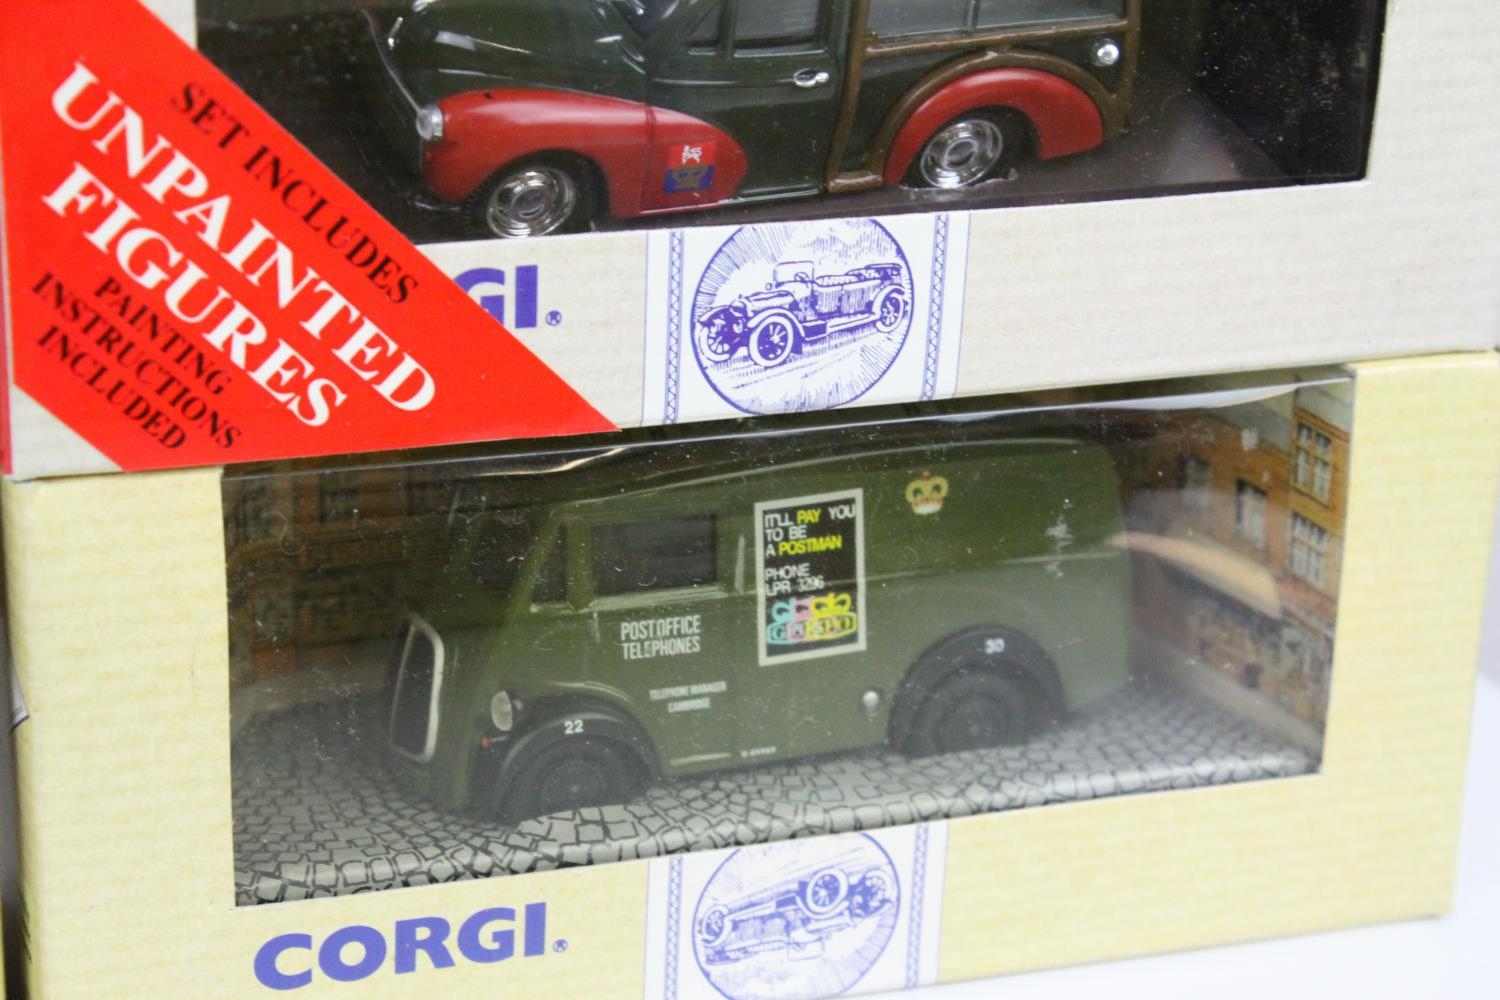 SET INCLUDES
UNPAINTED
FIGURES
PAINTING
INSTRUCTIONS
INCLUDED
GI®
IT'LL PAY YOU
TO BE
A POSTMAN
PHONE
LPR 3296
POST OFFICE
TELEPHONES
TELEPHONE MANAGER
CAMBRIDGE
22
30
CORGI®